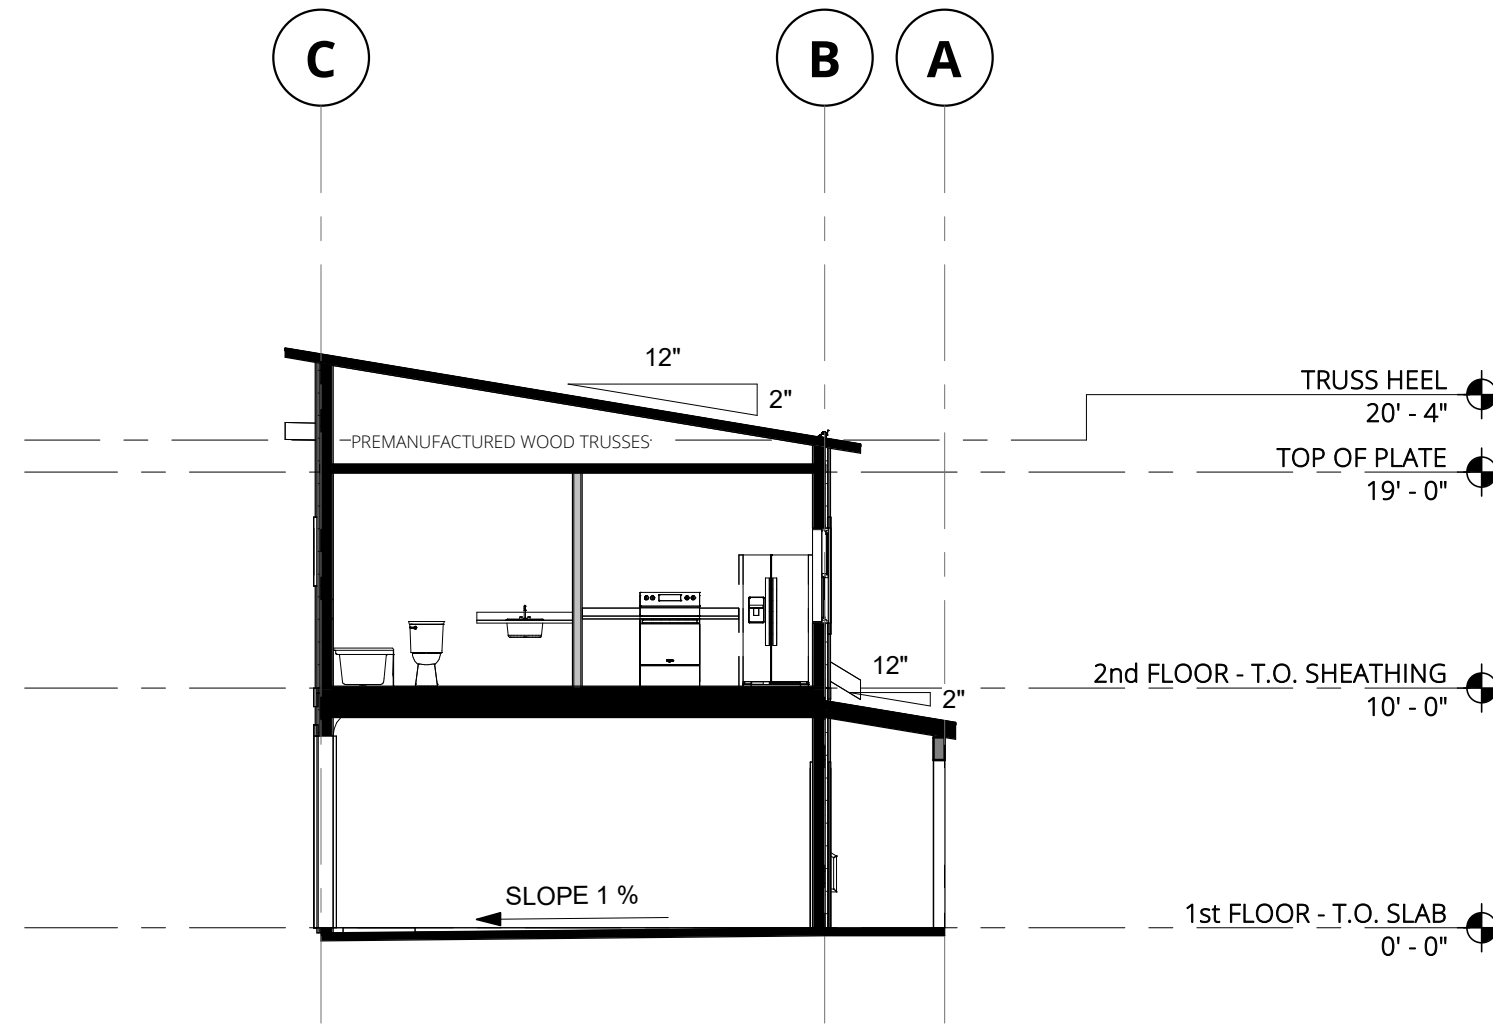 C
B
A
12"
2"
TRUSS HEEL
20' - 4"
PREMANUFACTURED WOOD TRUSSES
TOP OF PLATE
19' - 0"
12"
2"
2nd FLOOR - T.O. SHEATHING
10' - 0"
SLOPE 1 %
1st FLOOR - T.O. SLAB
0' - 0"